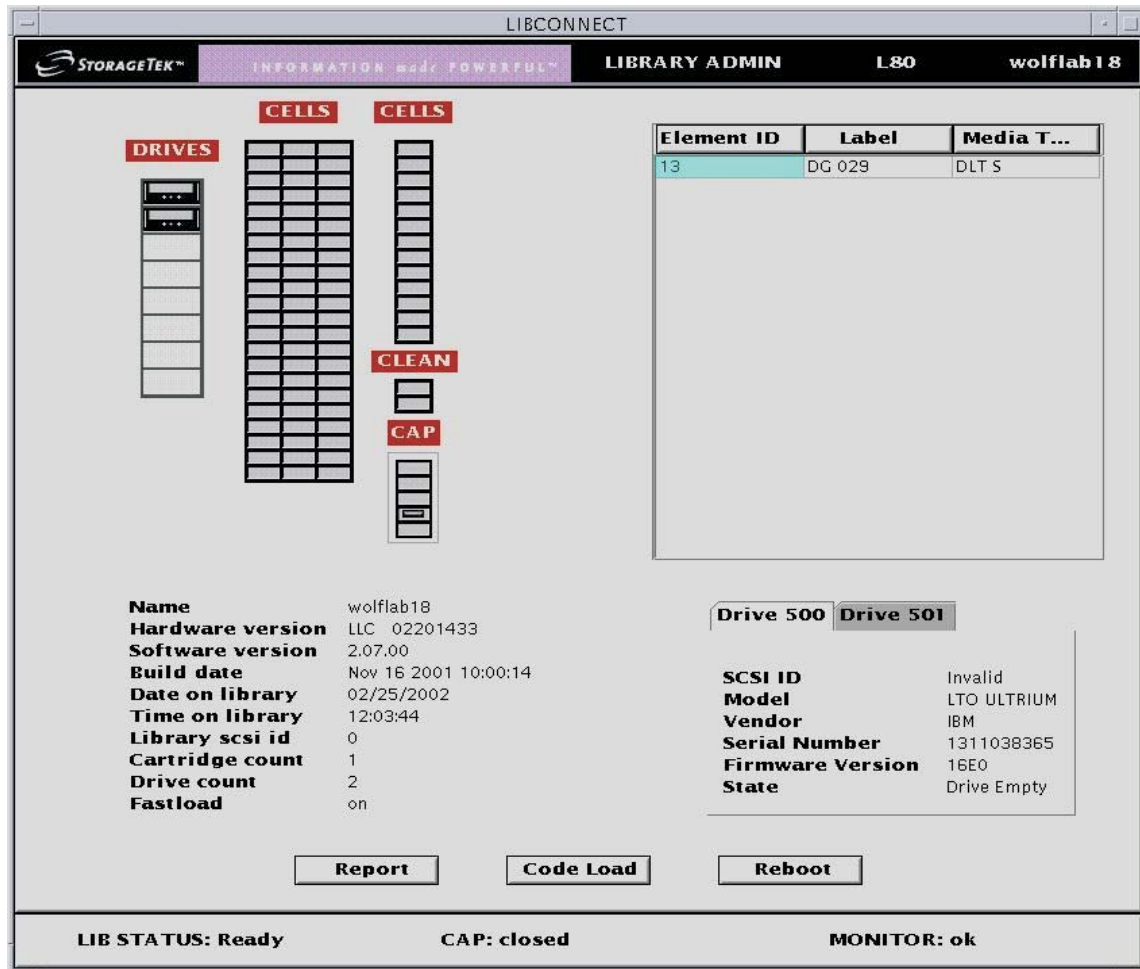 LIBCONNECT
STORAGETEK™ INFORMATION made POWERFUL™ LIBRARY ADMIN L80 wolflab18
CELLS CELLS
DRIVES
CLEAN
CAP
Element ID Label Media T...
13 DG 029 DLT S
Name wolflab18
Hardware version LLC 02201433
Software version 2.07.00
Build date Nov 16 2001 10:00:14
Date on library 02/25/2002
Time on library 12:03:44
Library scsi id 0
Cartridge count 1
Drive count 2
Fastload on
Drive 500 Drive 501
SCSI ID Invalid
Model LTO ULTRIUM
Vendor IBM
Serial Number 1311038365
Firmware Version 16E0
State Drive Empty
Report Code Load Reboot
LIB STATUS: Ready CAP: closed MONITOR: ok